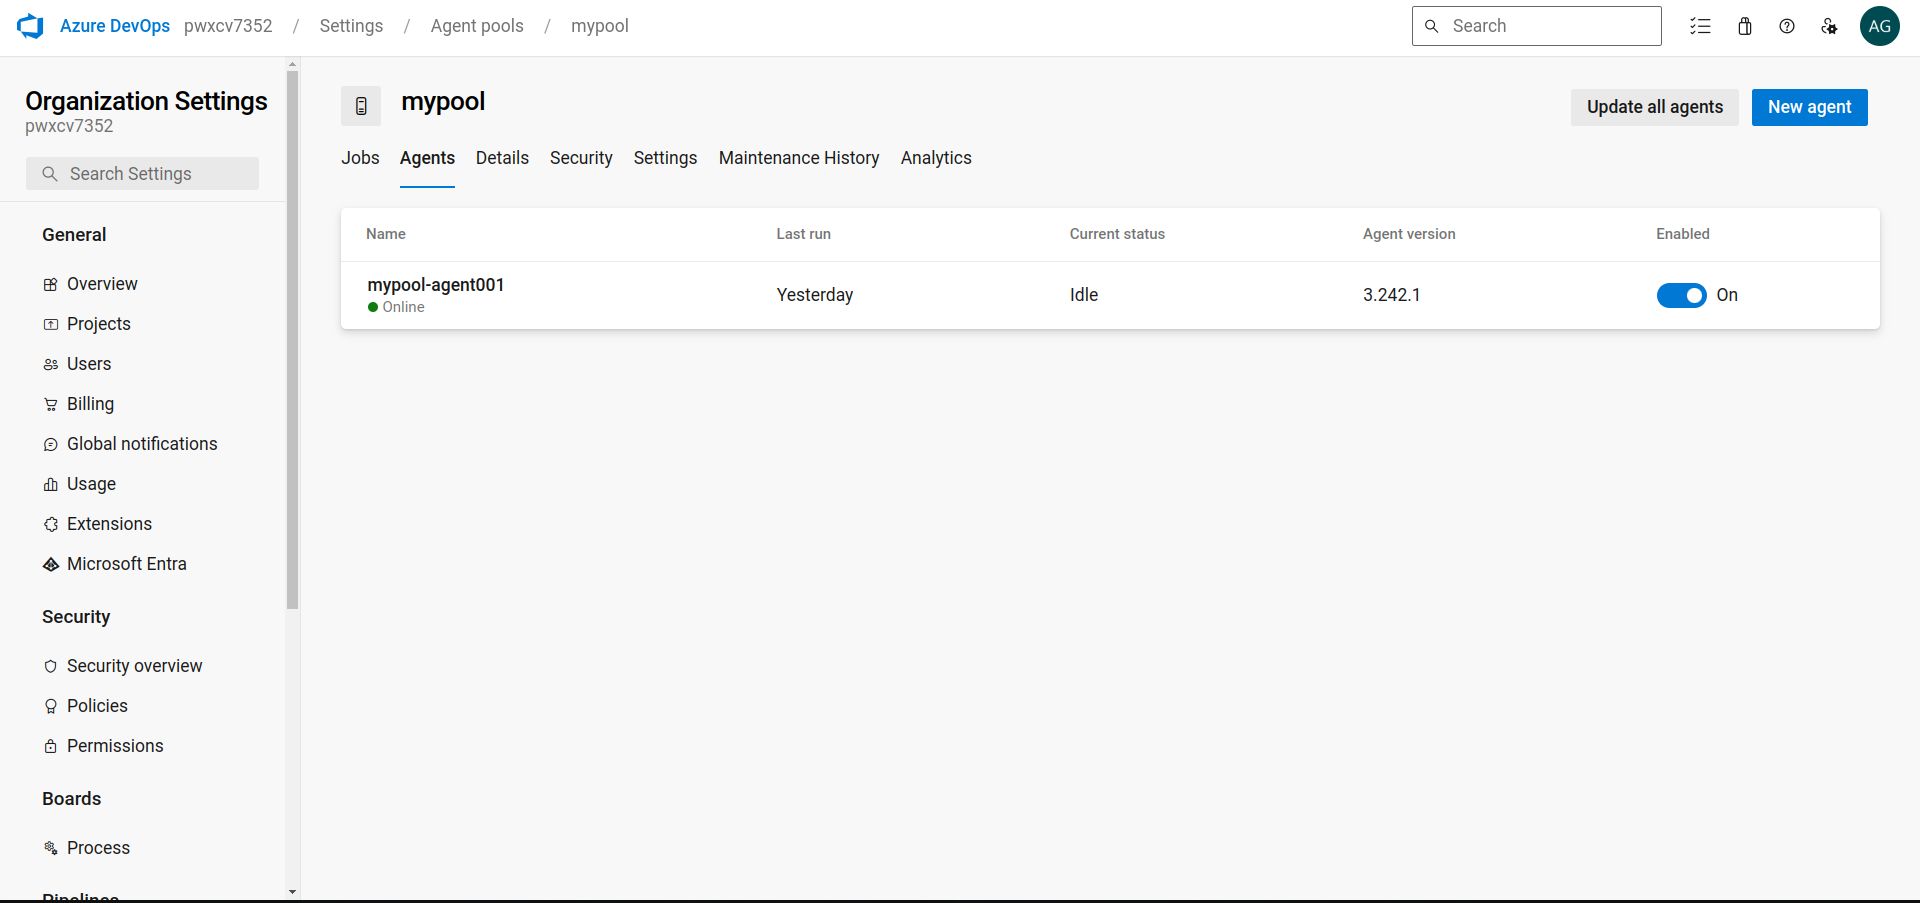 Azure DevOps pwxcv7352 / Settings / Agent pools / mypool
Search
AG
Organization Settings
pwxcv7352
Search Settings
General
Overview
Projects
Users
Billing
Global notifications
Usage
Extensions
Microsoft Entra
Security
Security overview
Policies
Permissions
Boards
Process
Pipelines
mypool
Update all agents
New agent
Jobs Agents Details Security Settings Maintenance History Analytics
Name Last run Current status Agent version Enabled
mypool-agent001 Yesterday Idle 3.242.1 On
Online